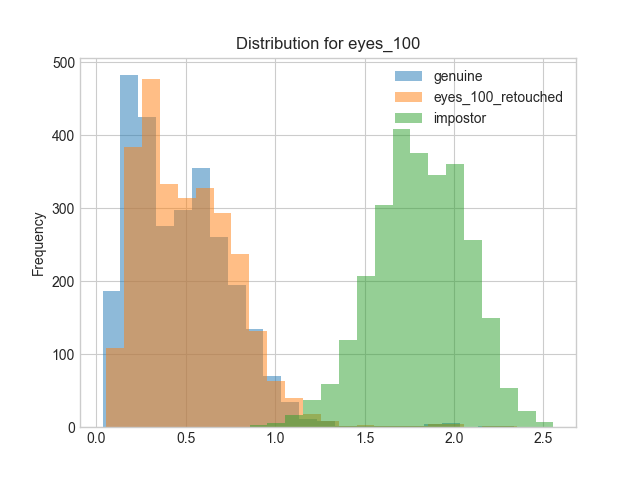 Distribution for eyes_100
genuine
eyes_100_retouched
impostor
Frequency
500
400
300
200
100
0
0.0 0.5 1.0 1.5 2.0 2.5